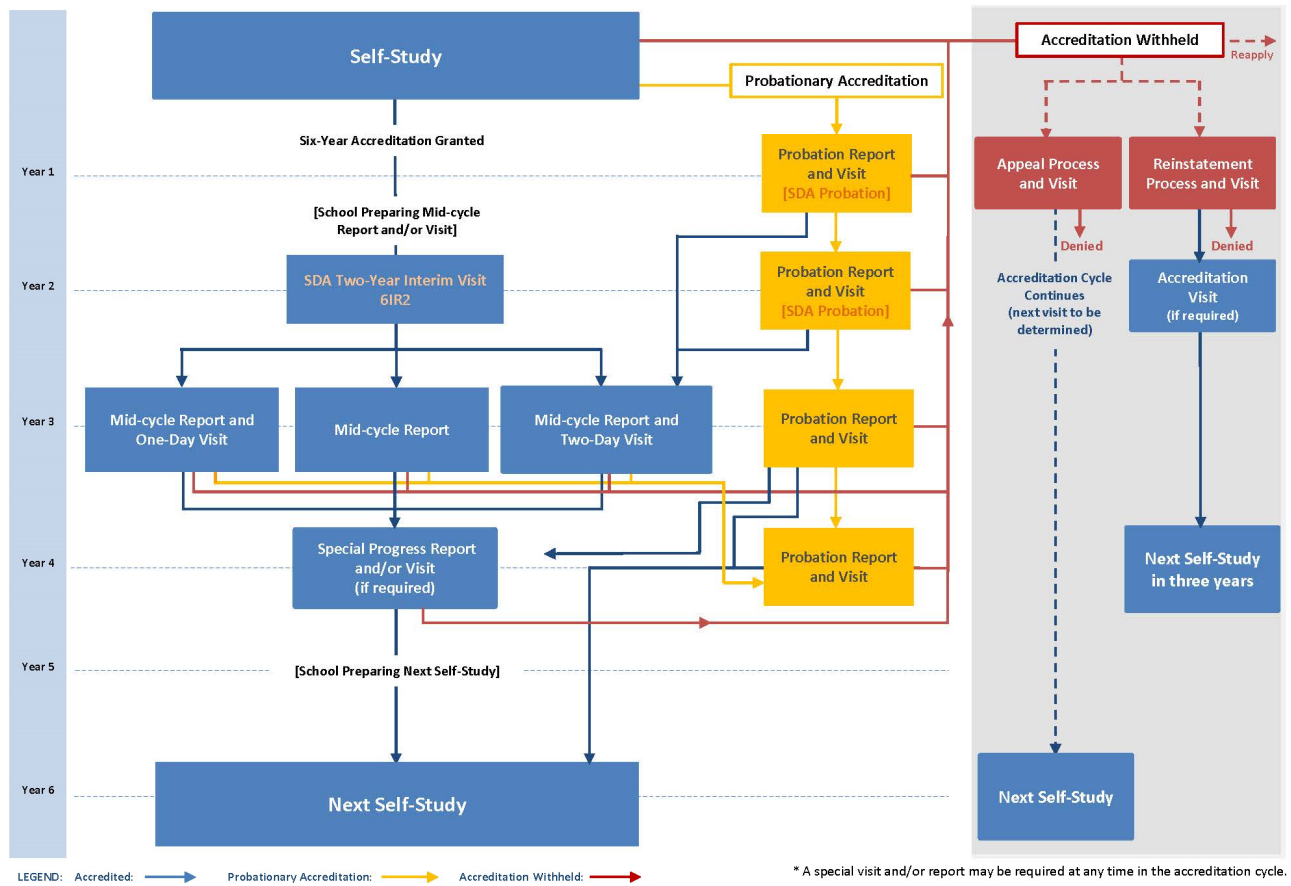 Self-Study
Accreditation Withheld
Reapply
Probationary Accreditation
Six-Year Accreditation Granted
Year 1
Probation Report
and Visit
[SDA Probation]
Appeal Process
and Visit
Reinstatement
Process and Visit
[School Preparing Mid-cycle
Report and/or Visit]
Denied
Denied
Year 2
SDA Two-Year Interim Visit
6IR2
Probation Report
and Visit
[SDA Probation]
Accreditation Cycle
Continues
(next visit to be
determined)
Accreditation
Visit
(if required)
Year 3
Mid-cycle Report and
One-Day Visit
Mid-cycle Report
Mid-cycle Report and
Two-Day Visit
Probation Report
and Visit
Year 4
Special Progress Report
and/or Visit
(if required)
Probation Report
and Visit
Next Self-Study
in three years
Year 5
[School Preparing Next Self-Study]
Year 6
Next Self-Study
Next Self-Study
LEGEND: Accredited:
Probationary Accreditation:
Accreditation Withheld:
* A special visit and/or report may be required at any time in the accreditation cycle.